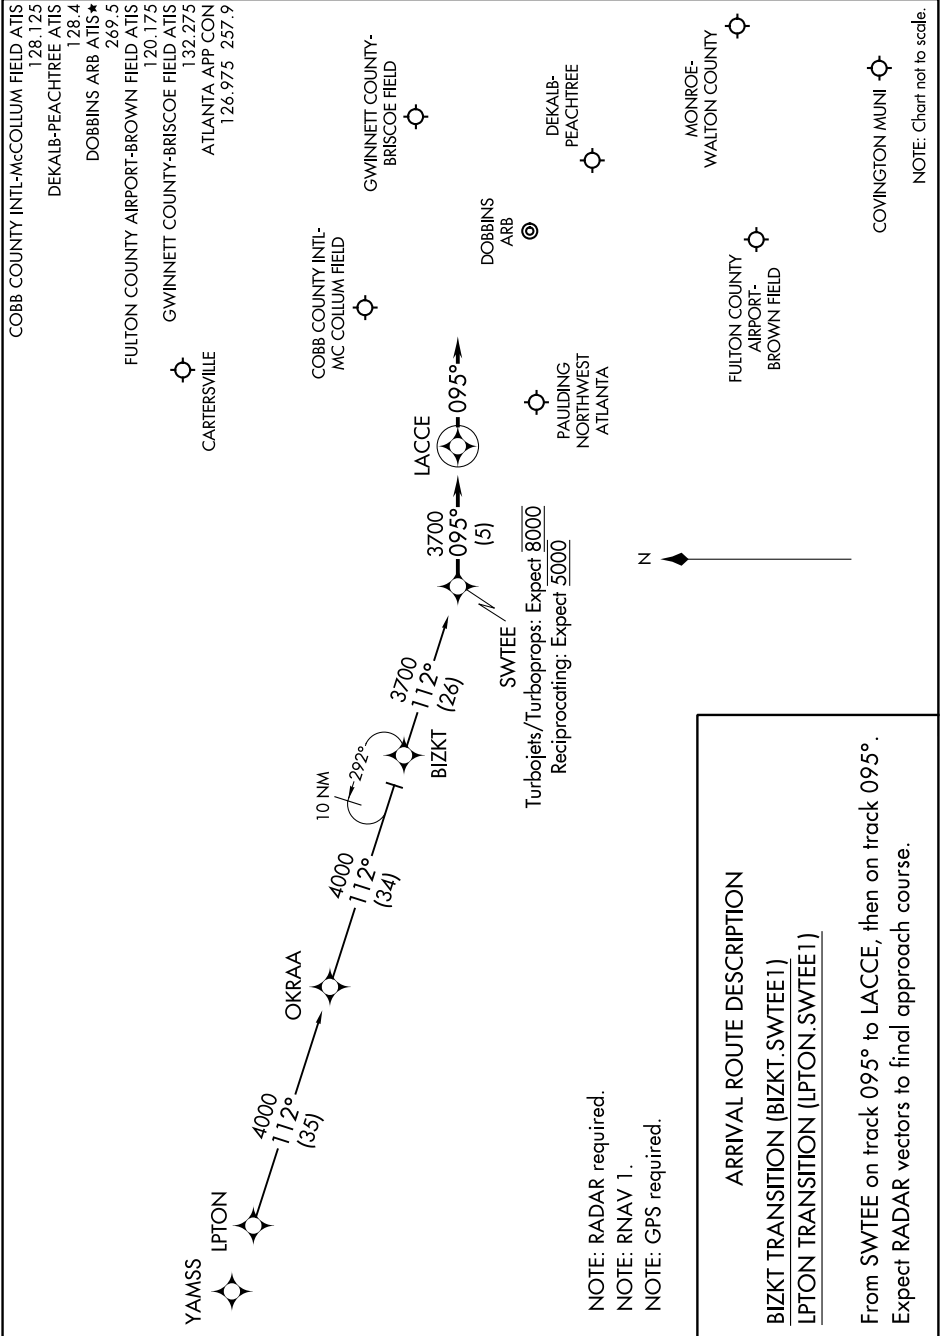 COBB COUNTY INTL-McCOLLUM FIELD ATIS
128.125
DEKALB-PEACHTREE ATIS
128.4
DOBBINS ARB ATIS★
269.5
FULTON COUNTY AIRPORT-BROWN FIELD ATIS
120.175
GWINNETT COUNTY-BRISCOE FIELD ATIS
132.275
ATLANTA APP CON
126.975 257.9
YAMSS
LPTON
4000
112°
(35)
OKRAA
4000
112°
(34)
10 NM
292°
BIZKT
3700
112°
(26)
SWTEE
Turbojets/Turboprops: Expect 8000
Reciprocating: Expect 5000
3700
095°
(5)
LACCE
095°
CARTERSVILLE
COBB COUNTY INTL-
MC COLLUM FIELD
GWINNETT COUNTY-
BRISCOE FIELD
DOBBINS
ARB
DEKALB-
PEACHTREE
PAULDING
NORTHWEST
ATLANTA
MONROE-
WALTON COUNTY
FULTON COUNTY
AIRPORT-
BROWN FIELD
COVINGTON MUNI
N
NOTE: RADAR required.
NOTE: RNAV 1.
NOTE: GPS required.
NOTE: Chart not to scale.
ARRIVAL ROUTE DESCRIPTION
BIZKT TRANSITION (BIZKT.SWTEE1)
LPTON TRANSITION (LPTON.SWTEE1)
From SWTEE on track 095° to LACCE, then on track 095°.
Expect RADAR vectors to final approach course.